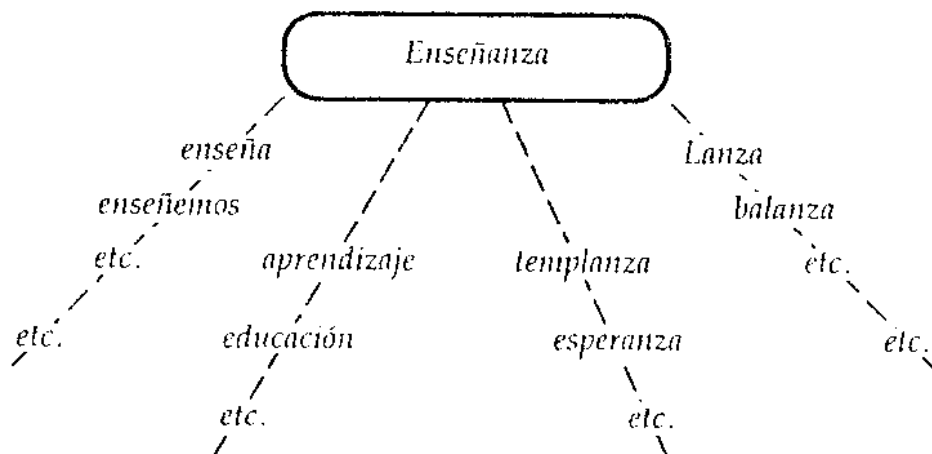 Enseñanza
enseña Lanza
enseñemos balanza
etc. aprendizaje templanza etc.
etc. educación esperanza etc.
etc. etc.